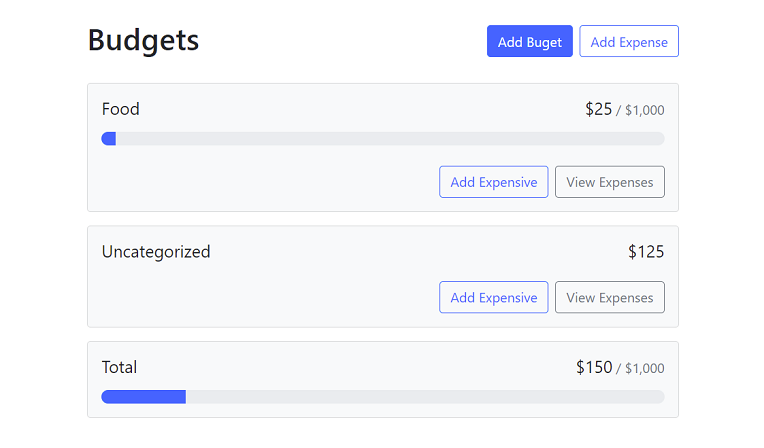 Budgets
Add Buget
Add Expense
Food
$25 / $1,000
Add Expensive
View Expenses
Uncategorized
$125
Add Expensive
View Expenses
Total
$150 / $1,000